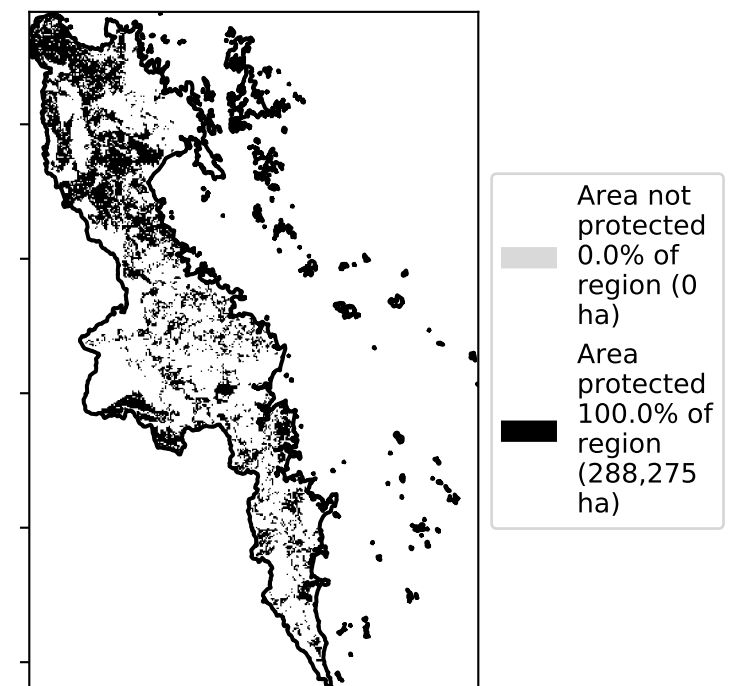 Area not
protected
0.0% of
region (0
ha)
Area
protected
100.0% of
region
(288,275
ha)